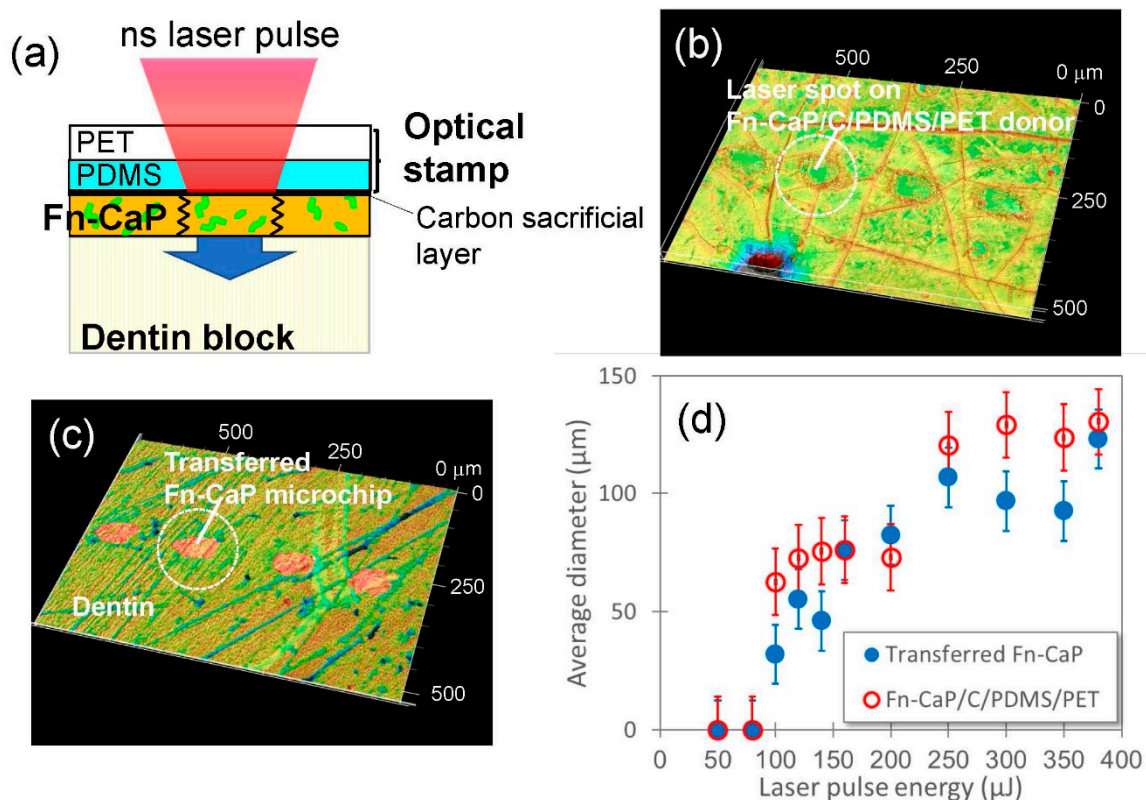 (a)
ns laser pulse
PET
PDMS
Optical
stamp
Fn-CaP
Carbon sacrificial
layer
Dentin block
(b)
500
250
0 μm
0
Laser spot on
Fn-CaP/C/PDMS/PET donor
250
500
(c)
500
250
0 μm
0
Transferred
Fn-CaP microchip
Dentin
250
500
(d)
Average diameter (μm)
150
100
50
0
Transferred Fn-CaP
Fn-CaP/C/PDMS/PET
0 50 100 150 200 250 300 350 400
Laser pulse energy (μJ)